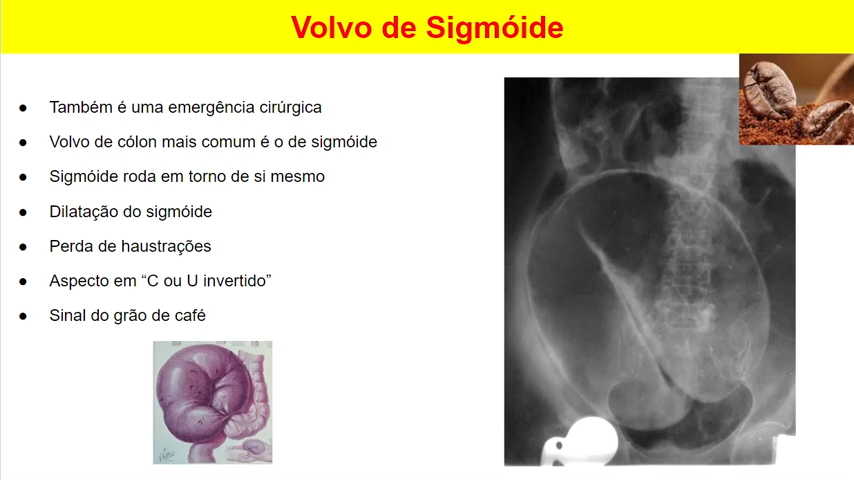 Volvo de Sigmóide
● Também é uma emergência cirúrgica
● Volvo de cólon mais comum é o de sigmóide
● Sigmóide roda em torno de si mesmo
● Dilatação do sigmóide
● Perda de haustrações
● Aspecto em “C ou U invertido”
● Sinal do grão de café